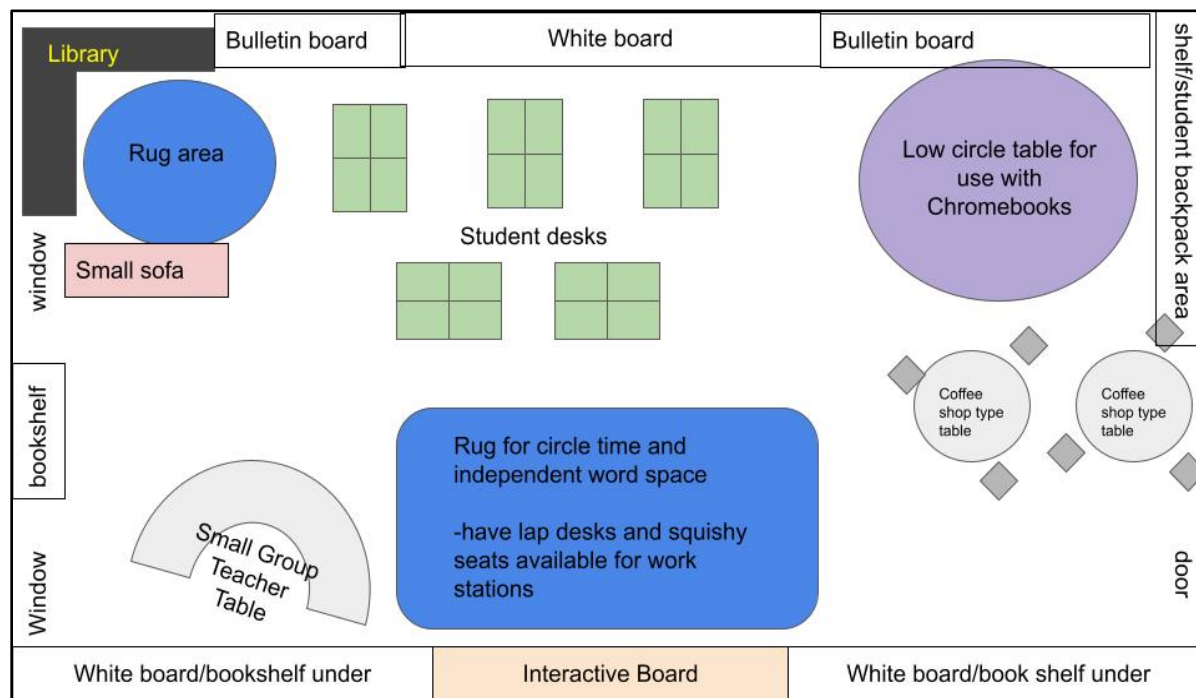 Library
Bulletin board
White board
Bulletin board
shelf/student backpack area
Rug area
Low circle table for
use with
Chromebooks
Student desks
window
Small sofa
bookshelf
Coffee
shop type
table
Coffee
shop type
table
Rug for circle time and
independent word space
-have lap desks and squishy
seats available for work
stations
Small Group
Teacher
Table
Window
door
White board/bookshelf under
Interactive Board
White board/book shelf under